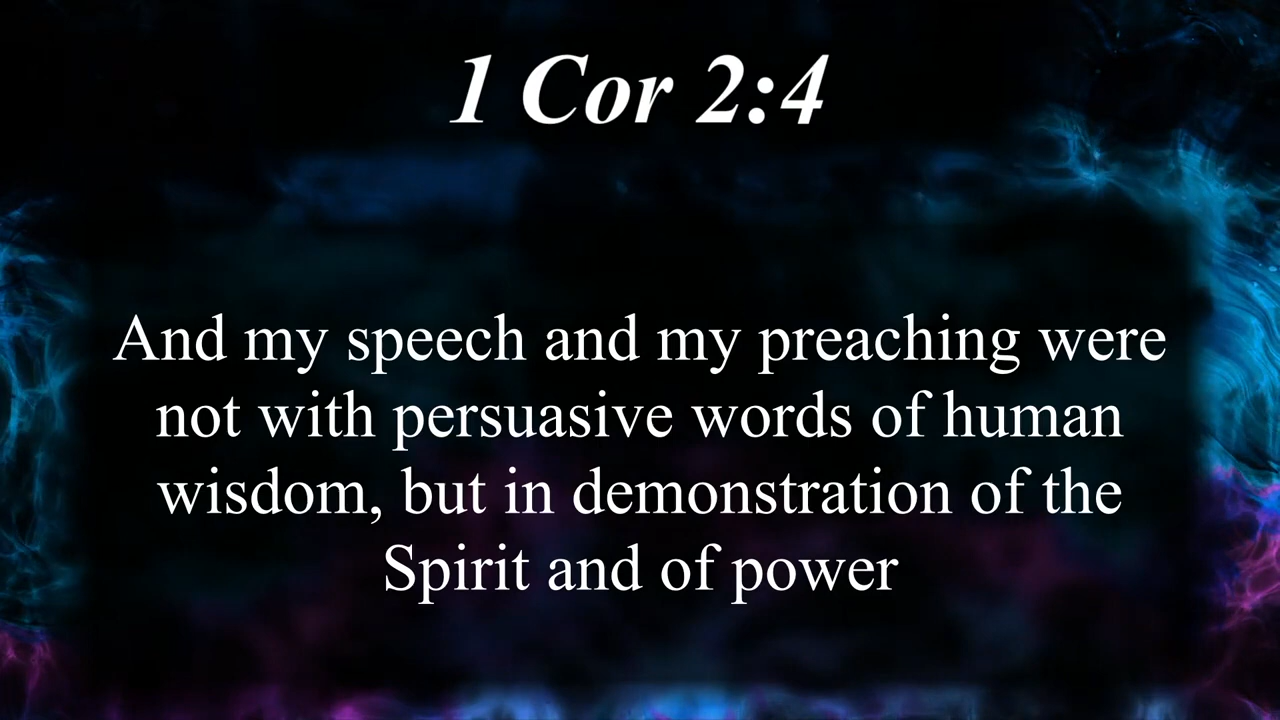 1 Cor 2:4
And my speech and my preaching were
not with persuasive words of human
wisdom, but in demonstration of the
Spirit and of power